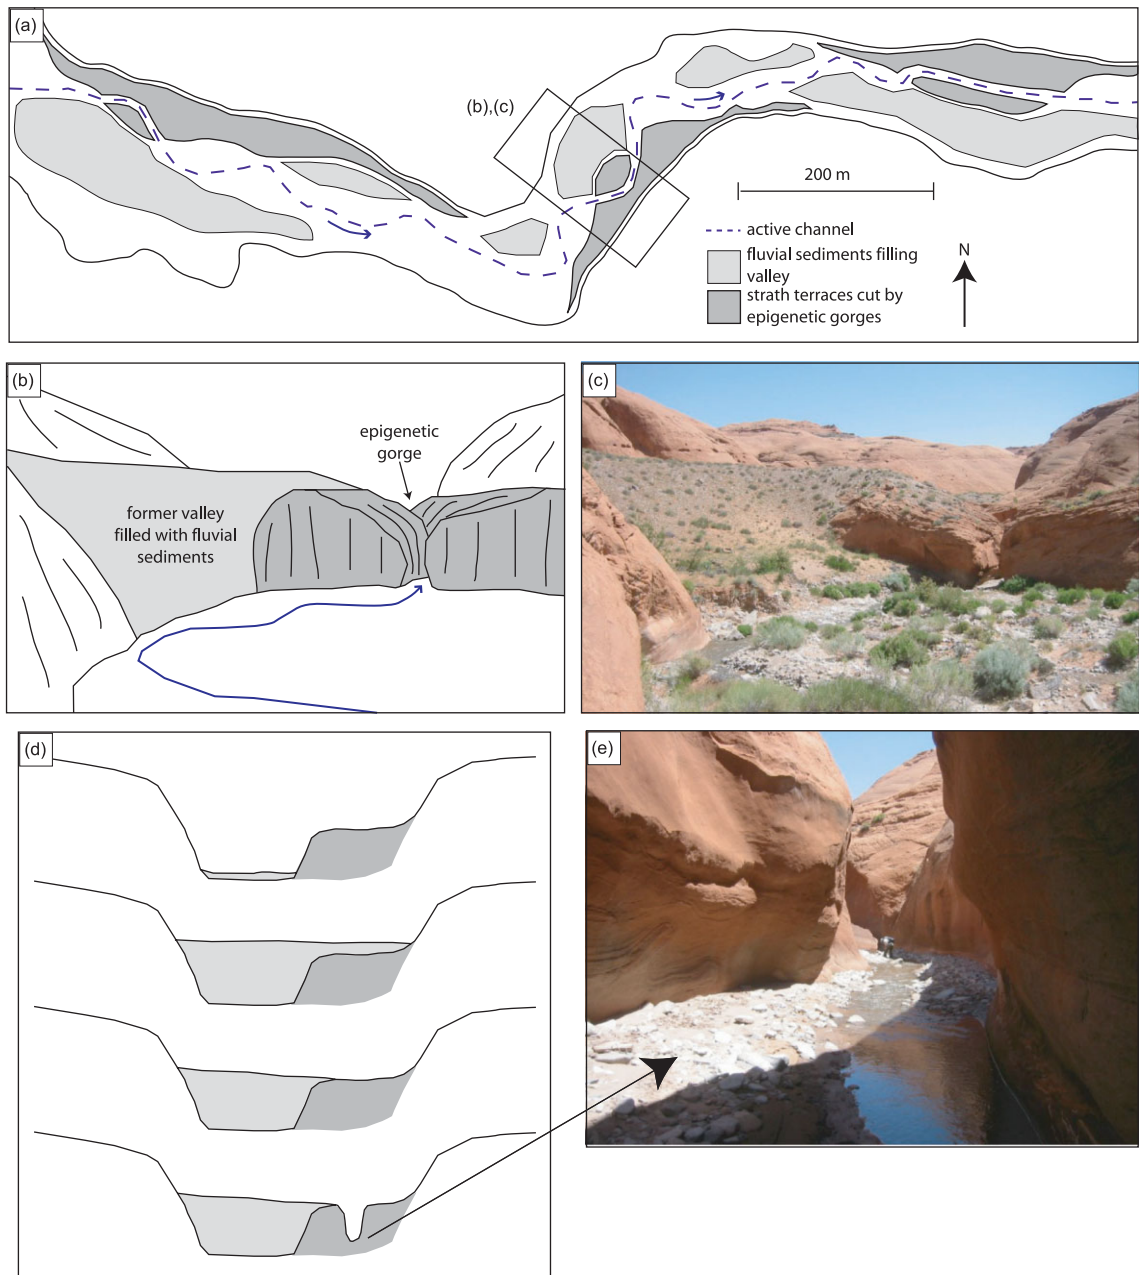 (a)
(b),(c)
200 m
active channel
fluvial sediments filling
valley
strath terraces cut by
epigenetic gorges
N
(b)
epigenetic
gorge
former valley
filled with fluvial
sediments
(c)
(d)
(e)